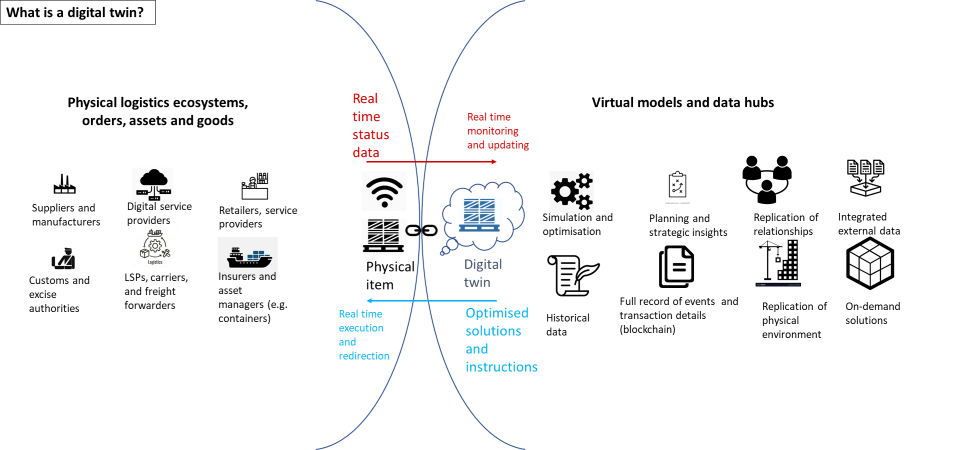 What is a digital twin?
Physical logistics ecosystems,
orders, assets and goods
Suppliers and
manufacturers
Digital service
providers
Retailers, service
providers
Customs and
excise
authorities
Logistics
LSPs, carriers,
and freight
forwarders
Insurers and
asset
managers (e.g.
containers)
Real
time
status
data
Real time
monitoring
and updating
Physical
item
Digital
twin
Real time
execution
and
redirection
Optimised
solutions
and
instructions
Virtual models and data hubs
Simulation and
optimisation
Planning and
strategic insights
Replication of
relationships
Integrated
external data
Historical
data
Full record of events and
transaction details
(blockchain)
Replication of
physical
environment
On-demand
solutions